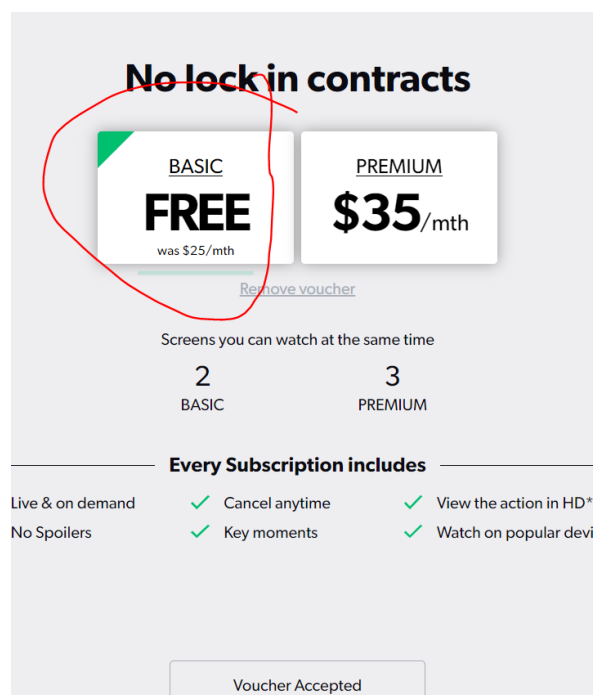 No lock in contracts
BASIC
FREE
was $25/mth
PREMIUM
$35/mth
Remove voucher
Screens you can watch at the same time
2
BASIC
3
PREMIUM
Every Subscription includes
Live & on demand
Cancel anytime
View the action in HD*
No Spoilers
Key moments
Watch on popular devi
Voucher Accepted